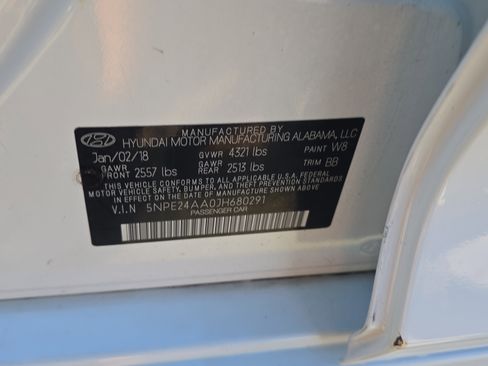 MANUFACTURED BY
HYUNDAI MOTOR MANUFACTURING ALABAMA, LLC
Jan/02/18 GVWR 4321 lbs PAINT W8
GAWR FRONT 2557 lbs GAWR REAR 2513 lbs TRIM BB
THIS VEHICLE CONFORMS TO ALL APPLICABLE U.S.A FEDERAL
MOTOR VEHICLE SAFETY, BUMPER, AND THEFT PREVENTION STANDARDS
IN EFFECT ON THE DATE OF MANUFACTURE SHOWN ABOVE.
V.I.N 5NPE24AA0JH680291
PASSENGER CAR